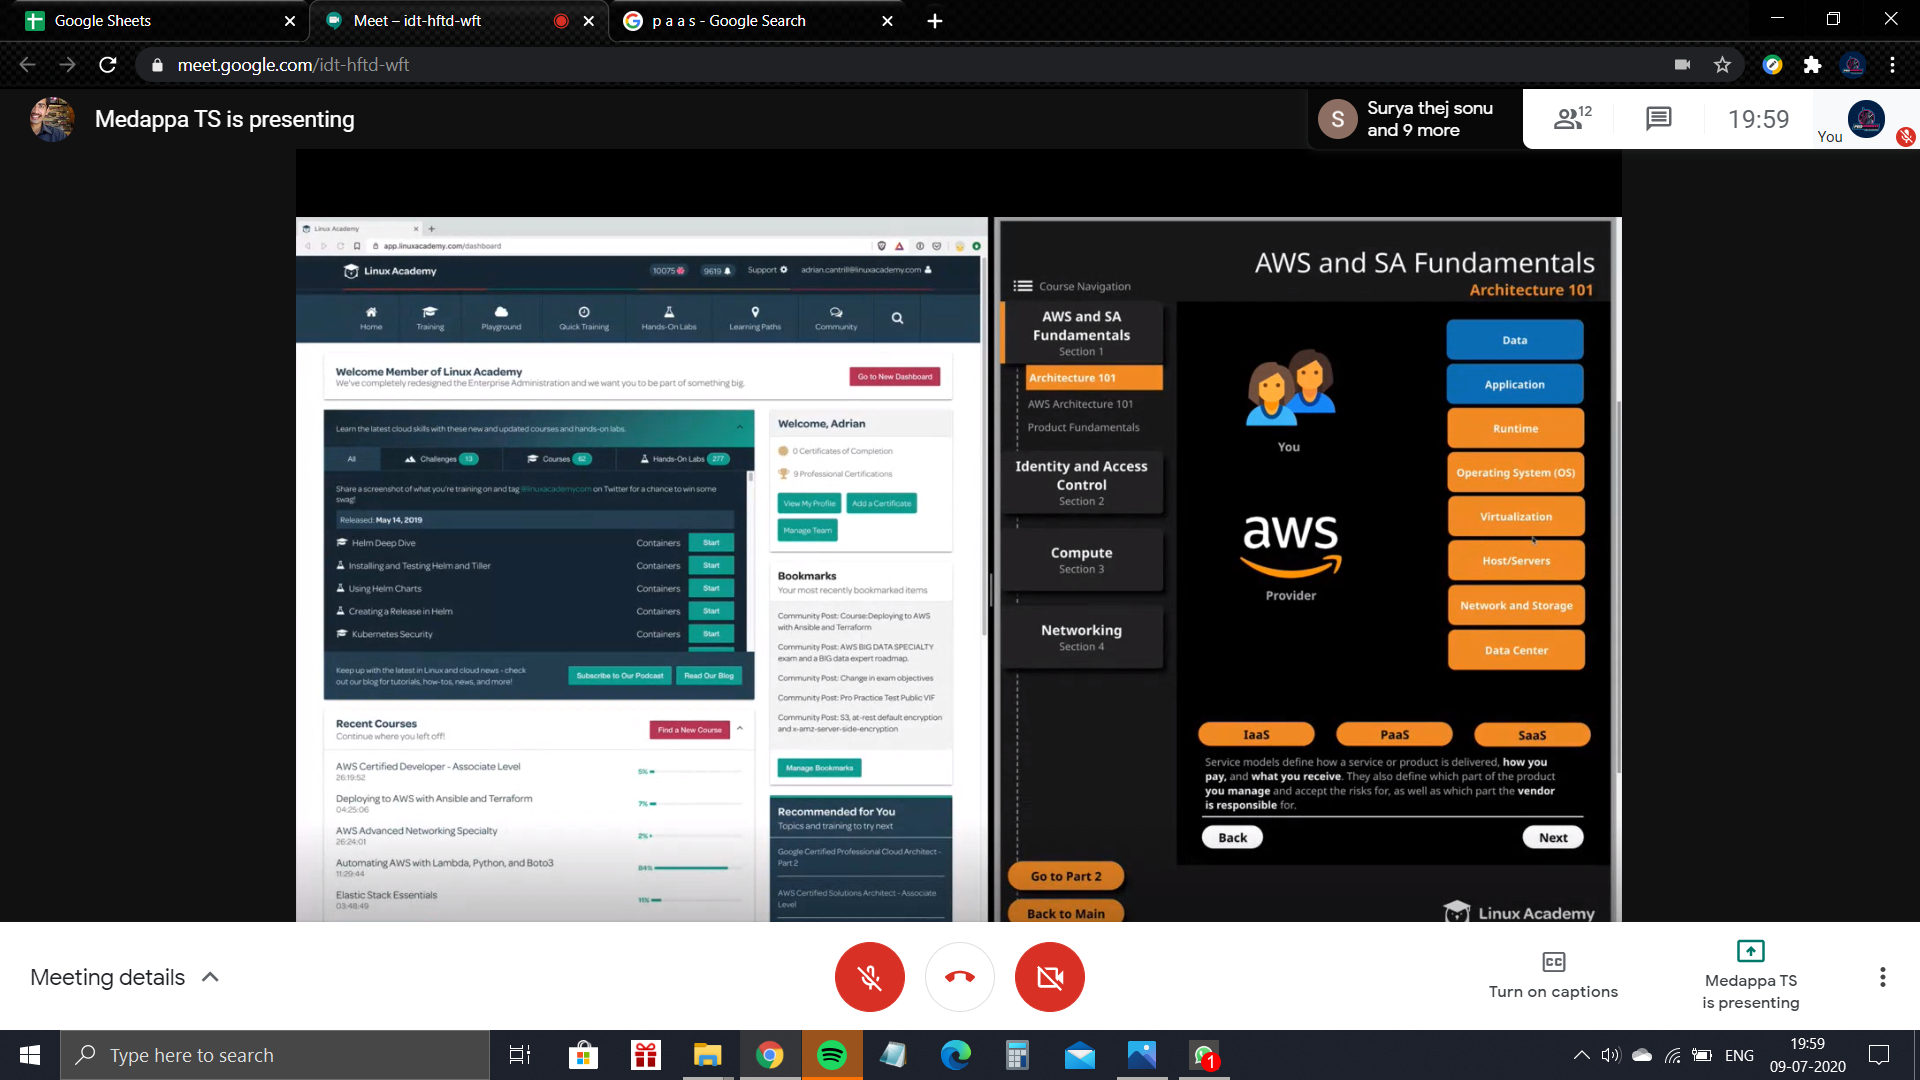 Google Sheets
Meet – idt-hftd-wft
p a a s - Google Search
meet.google.com/idt-hftd-wft
Medappa TS is presenting
S
Surya thej sonu
and 9 more
12
19:59
You
Linux Academy
app.linuxacademy.com/dashboard
Linux Academy
10075
9619
Support
adrian.cantrill@linuxacademy.com
Home
Training
Playground
Quick Training
Hands-On Labs
Learning Paths
Community
Welcome Member of Linux Academy
We've completely redesigned the Enterprise Administration and we want you to be part of something big.
Go to New Dashboard
Learn the latest cloud skills with these new and updated courses and hands-on labs.
All
Challenges 13
Courses 62
Hands-On Labs 277
Share a screenshot of what you're training on and tag @linuxacademycom on Twitter for a chance to win some
swag!
Released: May 14, 2019
Helm Deep Dive Containers Start
Installing and Testing Helm and Tiller Containers Start
Using Helm Charts Containers Start
Creating a Release in Helm Containers Start
Kubernetes Security Containers Start
Keep up with the latest in Linux and cloud news - check
out our blog for tutorials, how-tos, news, and more!
Subscribe to Our Podcast
Read Our Blog
Recent Courses
Continue where you left off!
Find a New Course
AWS Certified Developer - Associate Level
26:19:52
5%
Deploying to AWS with Ansible and Terraform
04:25:06
7%
AWS Advanced Networking Specialty
26:24:01
2%
Automating AWS with Lambda, Python, and Boto3
11:29:44
84%
Elastic Stack Essentials
03:48:49
11%
Welcome, Adrian
0 Certificates of Completion
9 Professional Certifications
View My Profile
Add a Certificate
Manage Team
Bookmarks
Your most recently bookmarked items
Community Post: Course:Deploying to AWS
with Ansible and Terraform
Community Post: AWS BIG DATA SPECIALTY
exam and a BIG data expert roadmap.
Community Post: Change in exam objectives
Community Post: Pro Practice Test Public VIF
Community Post: S3, at-rest default encryption
and x-amz-server-side-encryption
Manage Bookmarks
Recommended for You
Topics and training to try next
Google Certified Professional Cloud Architect -
Part 2
AWS Certified Solutions Architect - Associate
Level
AWS and SA Fundamentals
Architecture 101
Course Navigation
AWS and SA
Fundamentals
Section 1
Architecture 101
AWS Architecture 101
Product Fundamentals
Identity and Access
Control
Section 2
Compute
Section 3
Networking
Section 4
Go to Part 2
Back to Main
You
aws
Provider
Data
Application
Runtime
Operating System (OS)
Virtualization
Host/Servers
Network and Storage
Data Center
IaaS
PaaS
SaaS
Service models define how a service or product is delivered, how you
pay, and what you receive. They also define which part of the product
you manage and accept the risks for, as well as which part the vendor
is responsible for.
Back
Next
Linux Academy
Meeting details
CC
Turn on captions
Medappa TS
is presenting
Type here to search
1
ENG
19:59
09-07-2020